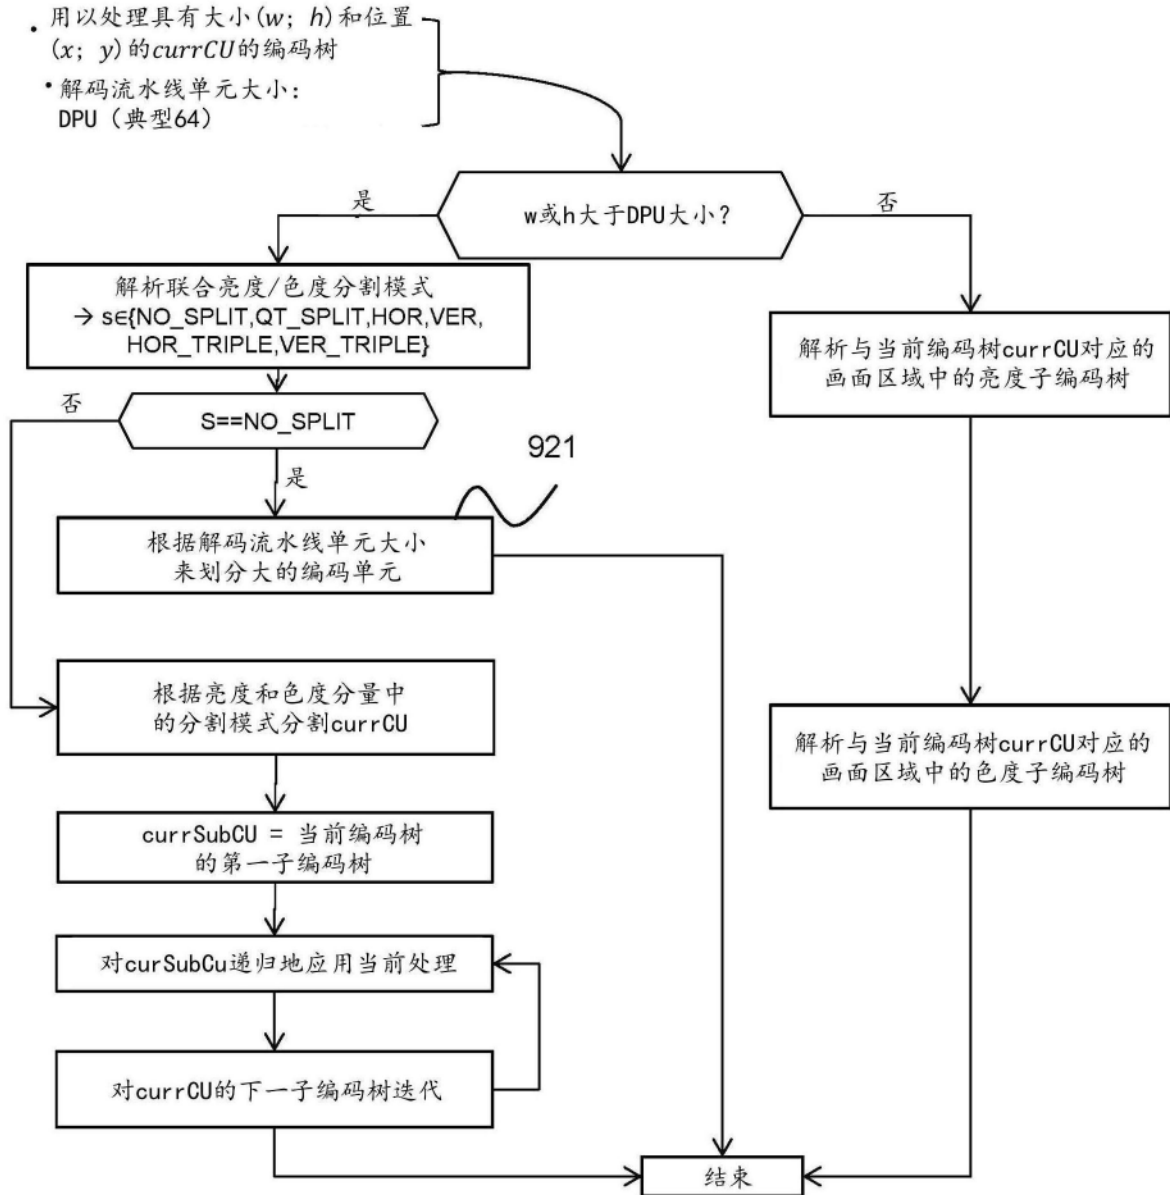 • 用以处理具有大小(w; h)和位置
(x; y)的currCU的编码树
• 解码流水线单元大小:
DPU (典型64)
w或h大于DPU大小?
是
否
解析联合亮度/色度分割模式
→ s∈{NO_SPLIT,QT_SPLIT,HOR,VER,
HOR_TRIPLE,VER_TRIPLE}
解析与当前编码树currCU对应的
画面区域中的亮度子编码树
否
S==NO_SPLIT
是
921
根据解码流水线单元大小
来划分大的编码单元
根据亮度和色度分量中
的分割模式分割currCU
解析与当前编码树currCU对应的
画面区域中的色度子编码树
currSubCU = 当前编码树
的第一子编码树
对curSubCu递归地应用当前处理
对currCU的下一子编码树迭代
结束